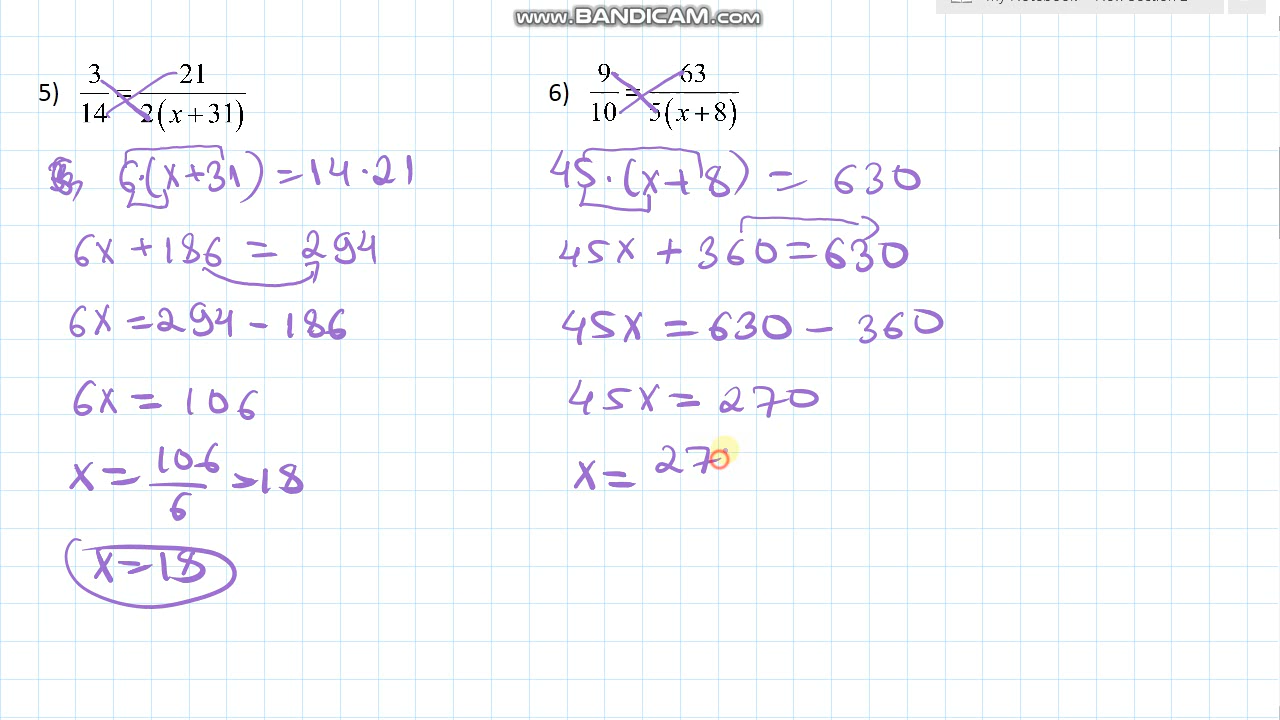 www.BANDICAM.com
5) 3/14 = 21/2(x+31)
6·(x+31) = 14·21
6x + 186 = 294
6x = 294 - 186
6x = 106
x = 106/6 = 18
x = 18
6) 9/10 = 63/5(x+8)
45·(x+8) = 630
45x + 360 = 630
45x = 630 - 360
45x = 270
x = 270